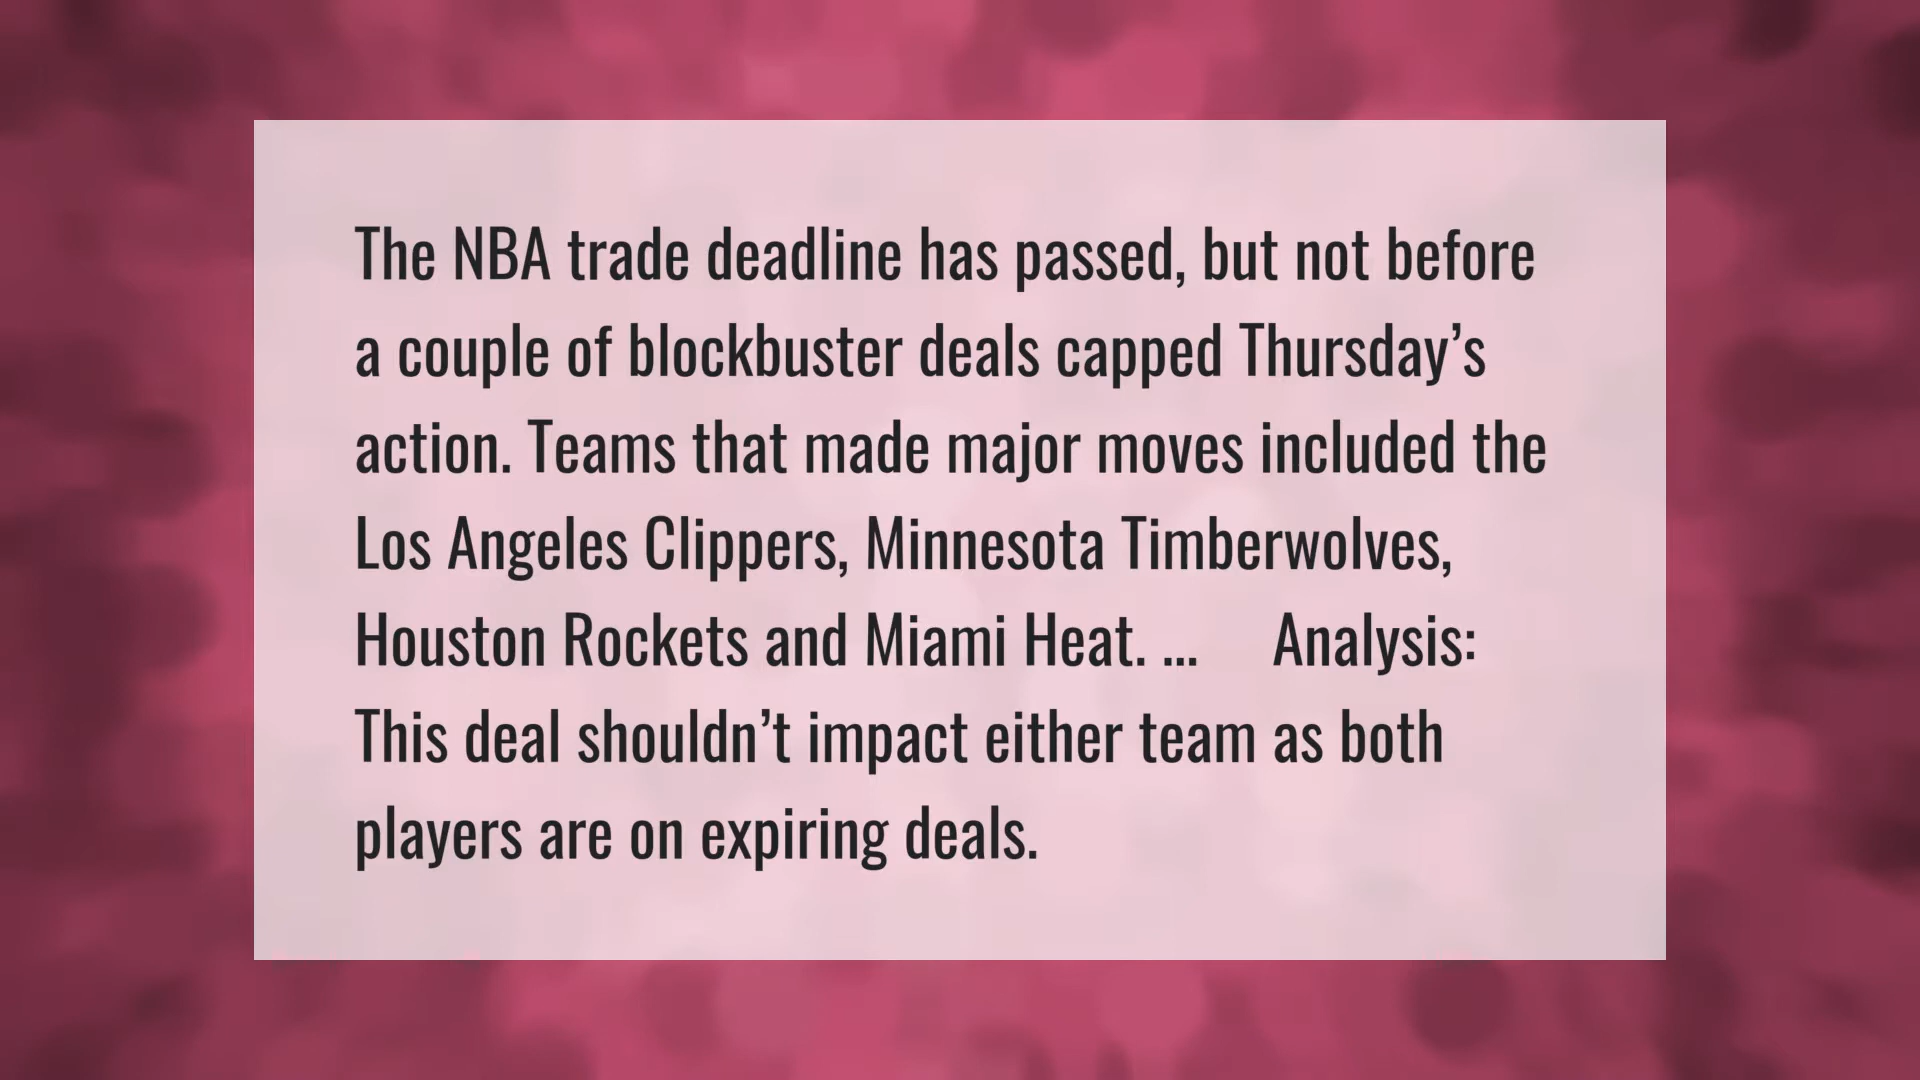 The NBA trade deadline has passed, but not before
a couple of blockbuster deals capped Thursday’s
action. Teams that made major moves included the
Los Angeles Clippers, Minnesota Timberwolves,
Houston Rockets and Miami Heat. ... Analysis:
This deal shouldn’t impact either team as both
players are on expiring deals.